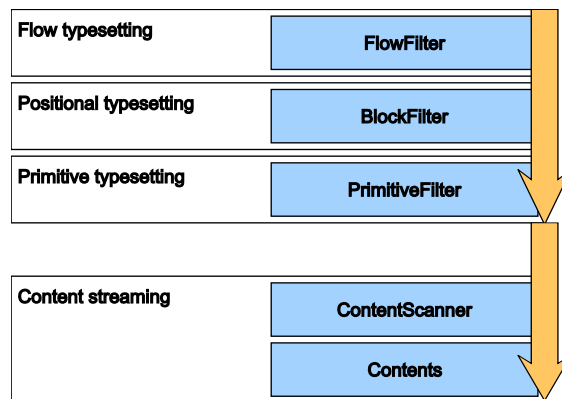 Flow typesetting
FlowFilter
Positional typesetting
BlockFilter
Primitive typesetting
PrimitiveFilter
Content streaming
ContentScanner
Contents